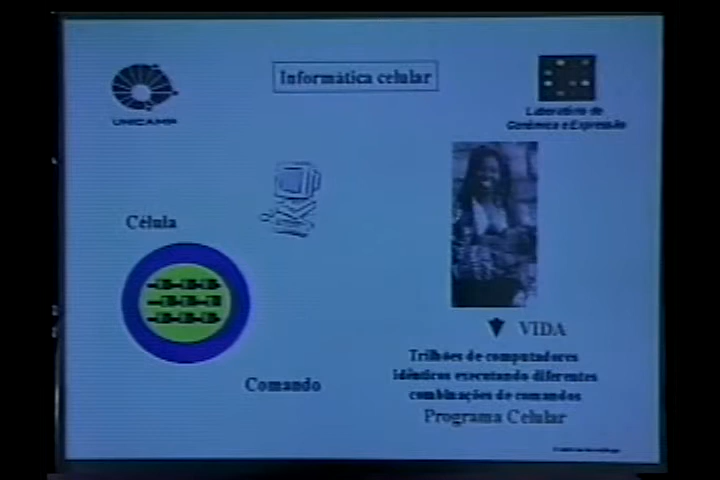 Informática celular
UNICAMP
Laboratório de
Genômica e Expressão
Célula
VIDA
Trilhões de computadores
idênticos executando diferentes
combinações de comandos
Comando
Programa Celular